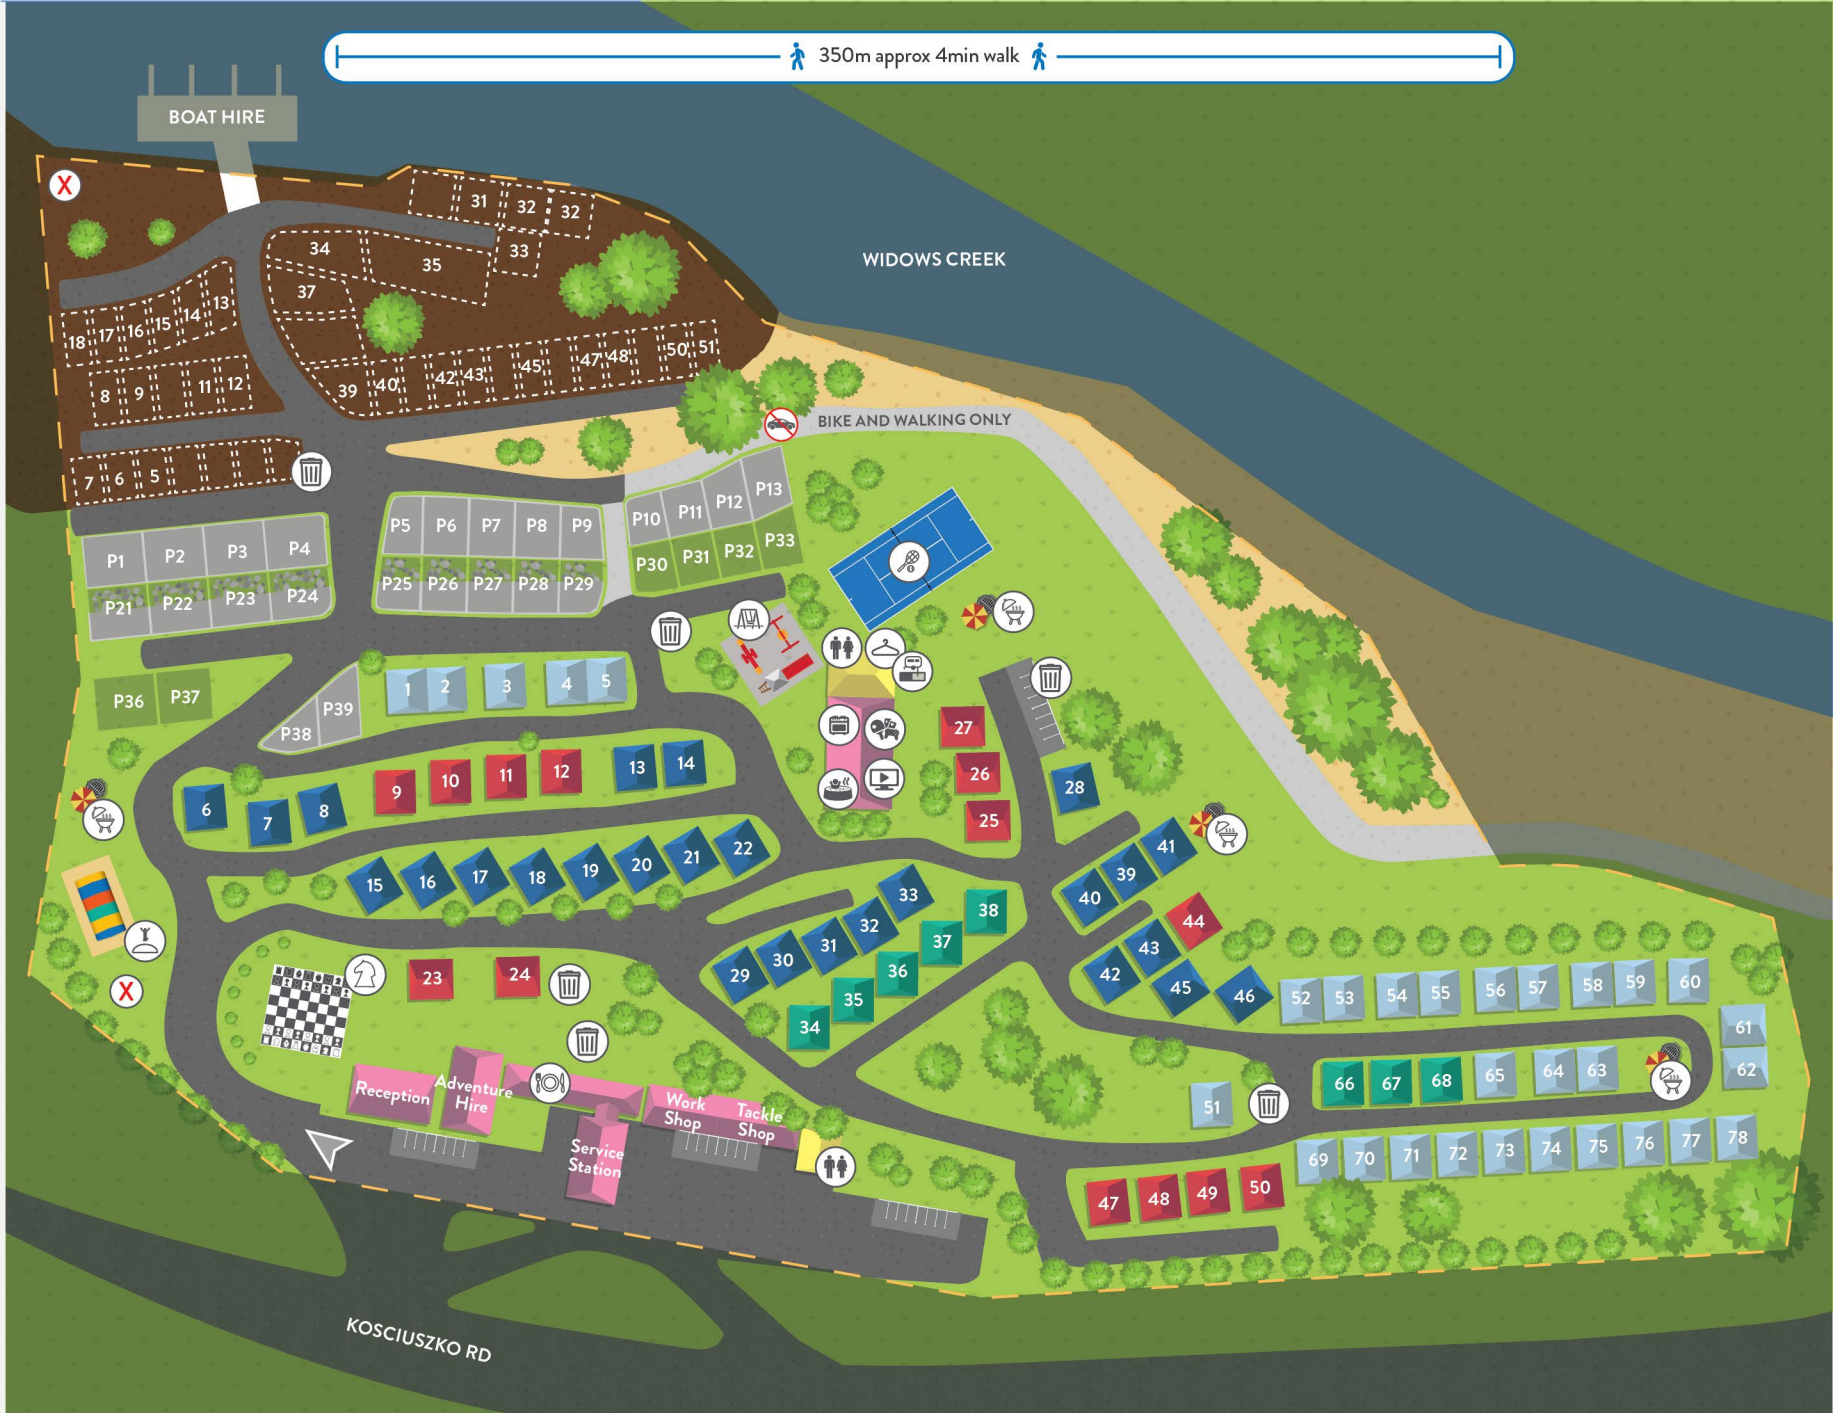 350m approx 4min walk
BOAT HIRE
X
31
32
32
33
34
35
37
WIDOWS CREEK
18
17
16
15
14
13
8
9
11
12
39
40
42
43
45
47
48
50
51
7
6
5
BIKE AND WALKING ONLY
P1
P2
P3
P4
P21
P22
P23
P24
P5
P6
P7
P8
P9
P25
P26
P27
P28
P29
P10
P11
P12
P13
P30
P31
P32
P33
P36
P37
P38
P39
1
2
3
4
5
6
7
8
9
10
11
12
13
14
15
16
17
18
19
20
21
22
23
24
25
26
27
28
29
30
31
32
33
34
35
36
37
38
39
40
41
42
43
44
45
46
52
53
54
55
56
57
58
59
60
61
62
63
64
65
66
67
68
51
69
70
71
72
73
74
75
76
77
78
47
48
49
50
X
Reception
Adventure
Hire
Service
Station
Work
Shop
Tackle
Shop
KOSCIUSZKO RD